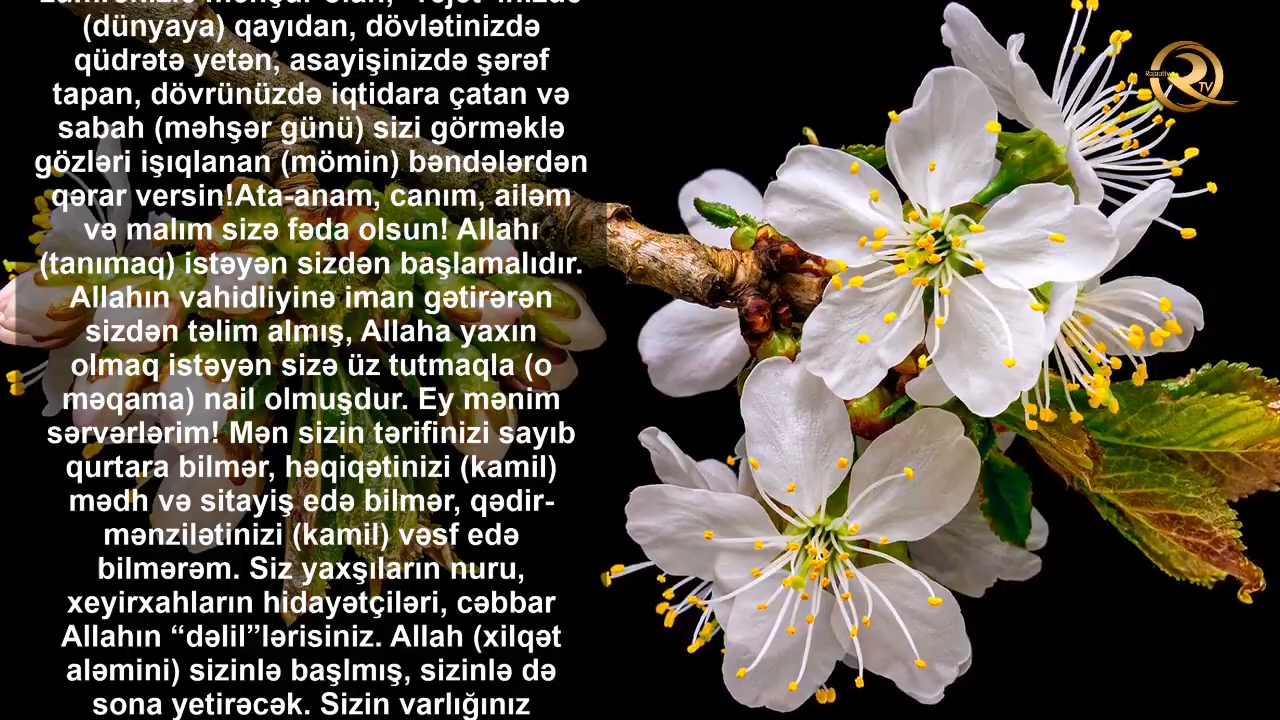 (dünyaya) qayıdan, dövlətinizdə
qüdrətə yetən, asayişinizdə şərəf
tapan, dövrünüzdə iqtidara çatan və
sabah (məhşər günü) sizi görməklə
gözləri işıqlanan (mömin) bəndələrdən
qərar versin!Ata-anam, canım, ailəm
və malım sizə fəda olsun! Allahı
(tanımaq) istəyən sizdən başlamalıdır.
Allahın vahidliyinə iman gətirərən
sizdən təlim almış, Allaha yaxın
olmaq istəyən sizə üz tutmaqla (o
məqama) nail olmuşdur. Ey mənim
sərvərlərim! Mən sizin tərifinizi sayıb
qurtara bilmər, həqiqətinizi (kamil)
mədh və sitayiş edə bilmər, qədir-
mənzilətinizi (kamil) vəsf edə
bilmərəm. Siz yaxşıların nuru,
xeyirxahların hidayətçiləri, cəbbar
Allahın “dəlil”lərisiniz. Allah (xilqət
aləmini) sizinlə başlmış, sizinlə də
sona yetirəcək. Sizin varlığınız
TV